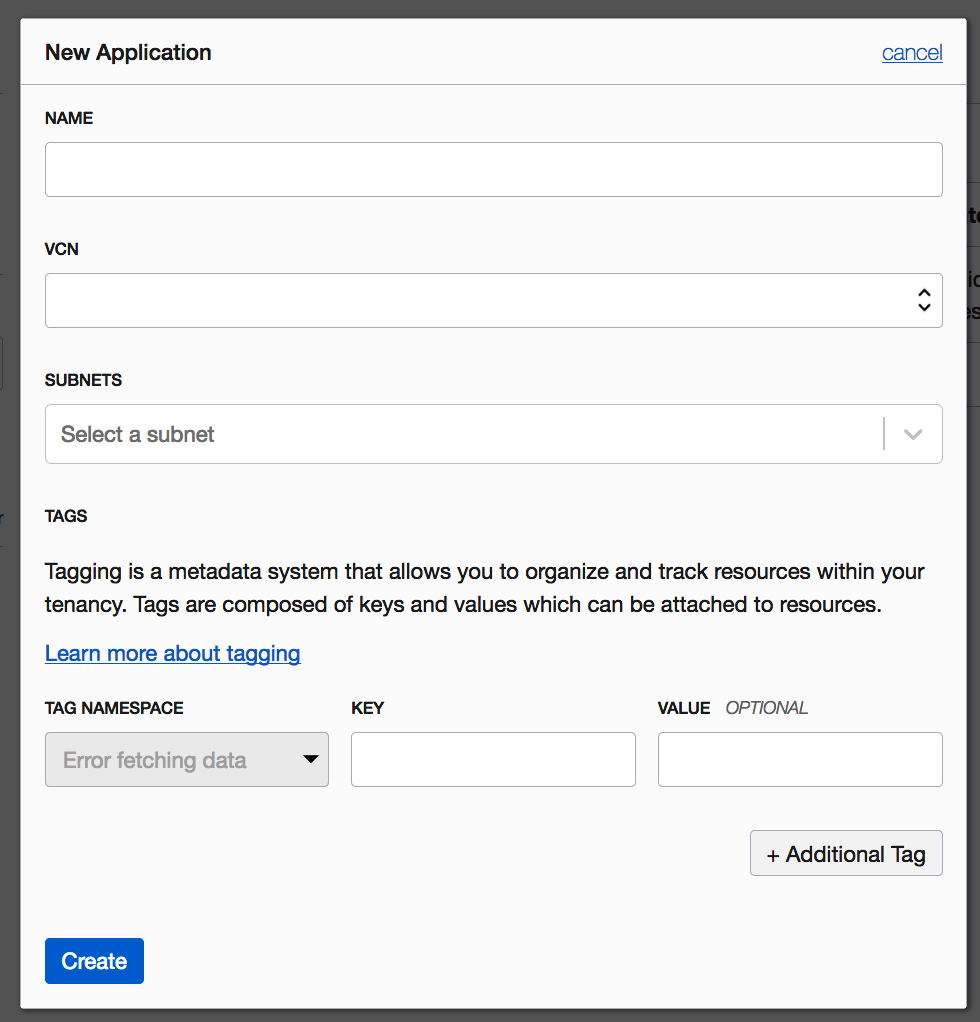 New Application
cancel
NAME
VCN
SUBNETS
Select a subnet
TAGS
Tagging is a metadata system that allows you to organize and track resources within your
tenancy. Tags are composed of keys and values which can be attached to resources.
Learn more about tagging
TAG NAMESPACE
KEY
VALUE OPTIONAL
Error fetching data
+ Additional Tag
Create